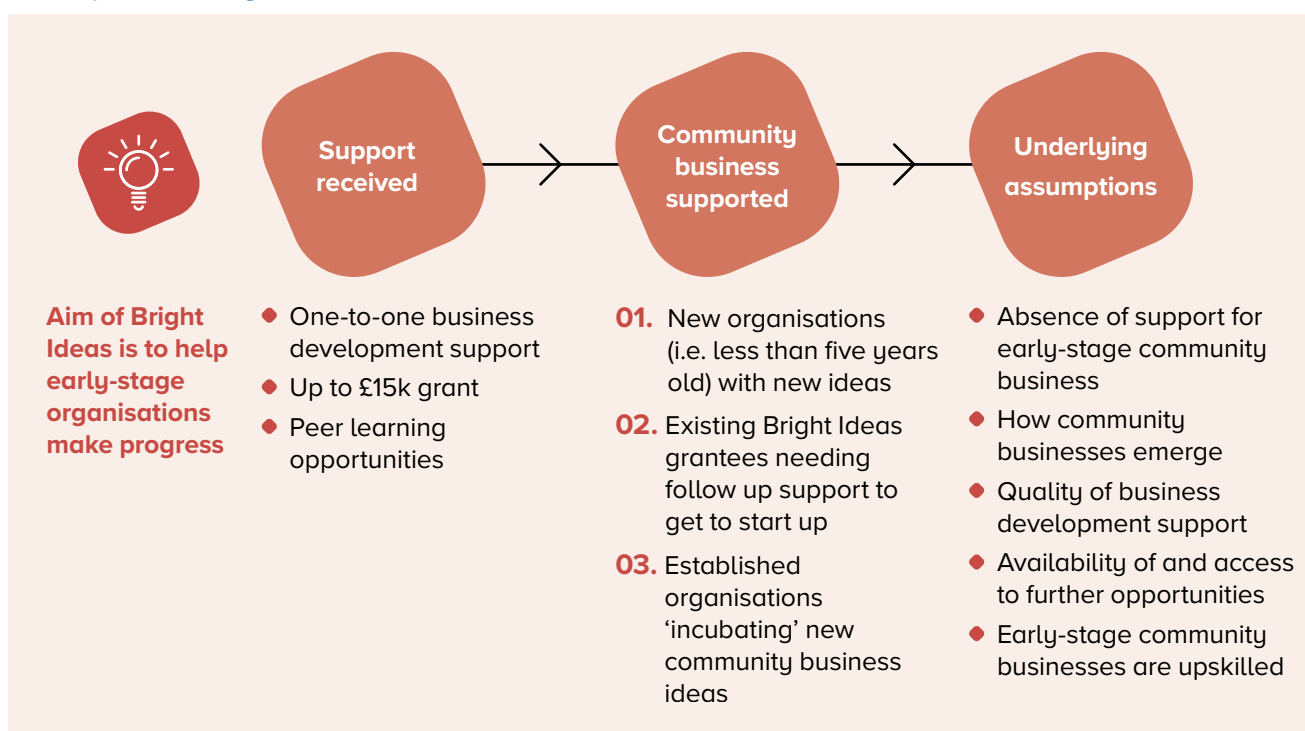 Support
received
Community
business
supported
Underlying
assumptions
Aim of Bright
Ideas is to help
early-stage
organisations
make progress
One-to-one business
development support
Up to £15k grant
Peer learning
opportunities
01. New organisations
(i.e. less than five years
old) with new ideas
02. Existing Bright Ideas
grantees needing
follow up support to
get to start up
03. Established
organisations
‘incubating’ new
community business
ideas
Absence of support for
early-stage community
business
How community
businesses emerge
Quality of business
development support
Availability of and access
to further opportunities
Early-stage community
businesses are upskilled